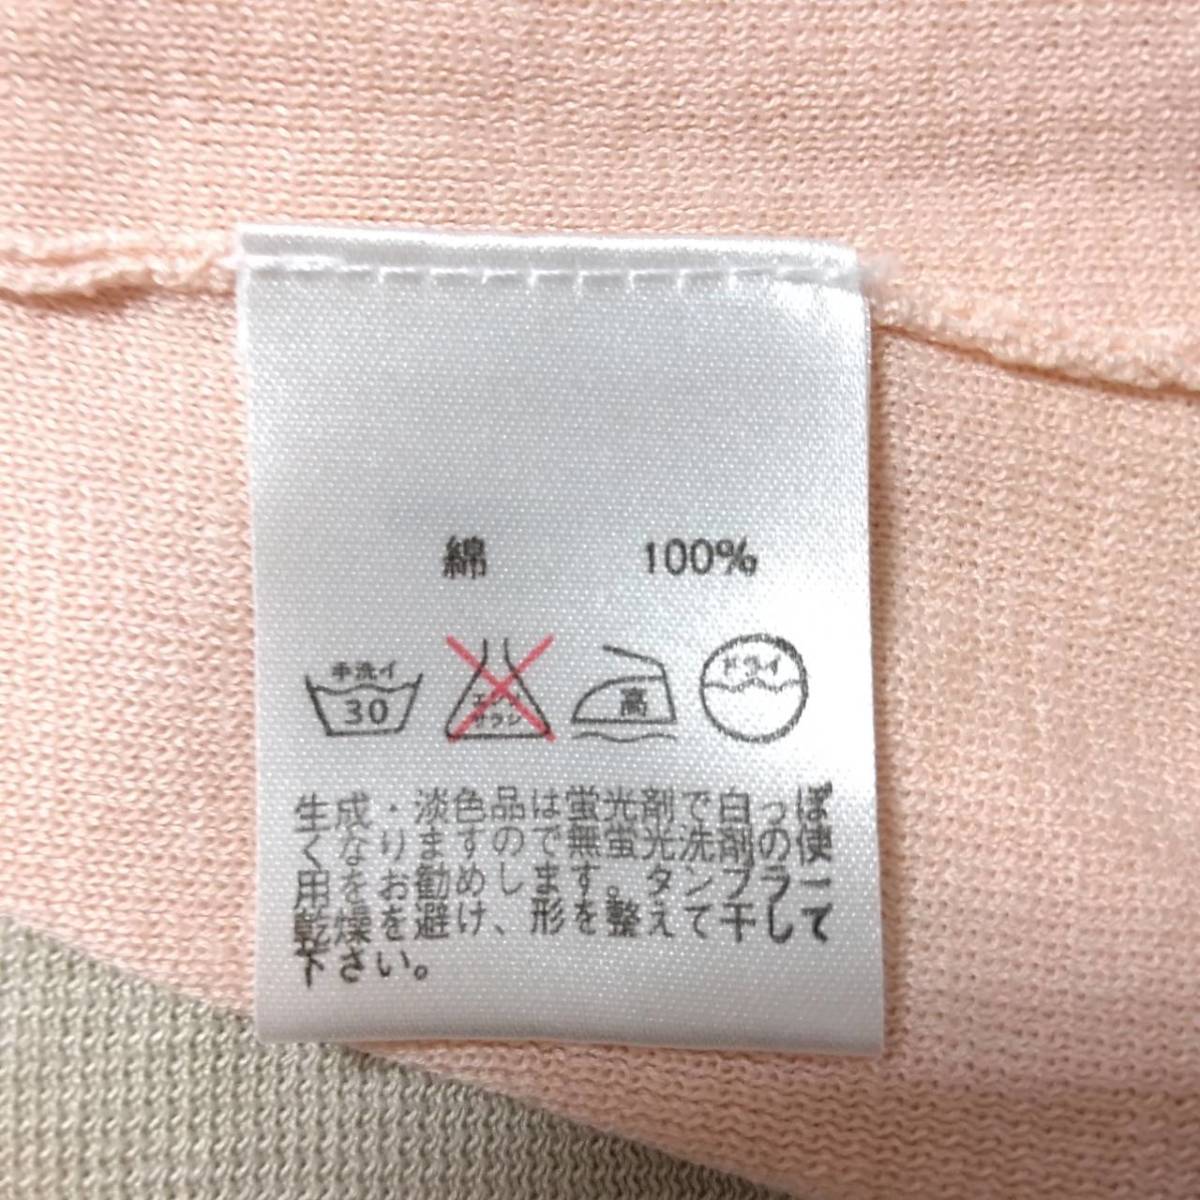 綿 100%
手洗イ 30
エンソサラシ
高
ドライ
生成・淡色品は蛍光剤で白っぽ
くなりますので無蛍光洗剤の使
用をお勧めします。タンブラー
乾燥を避け、形を整えて干して
下さい。